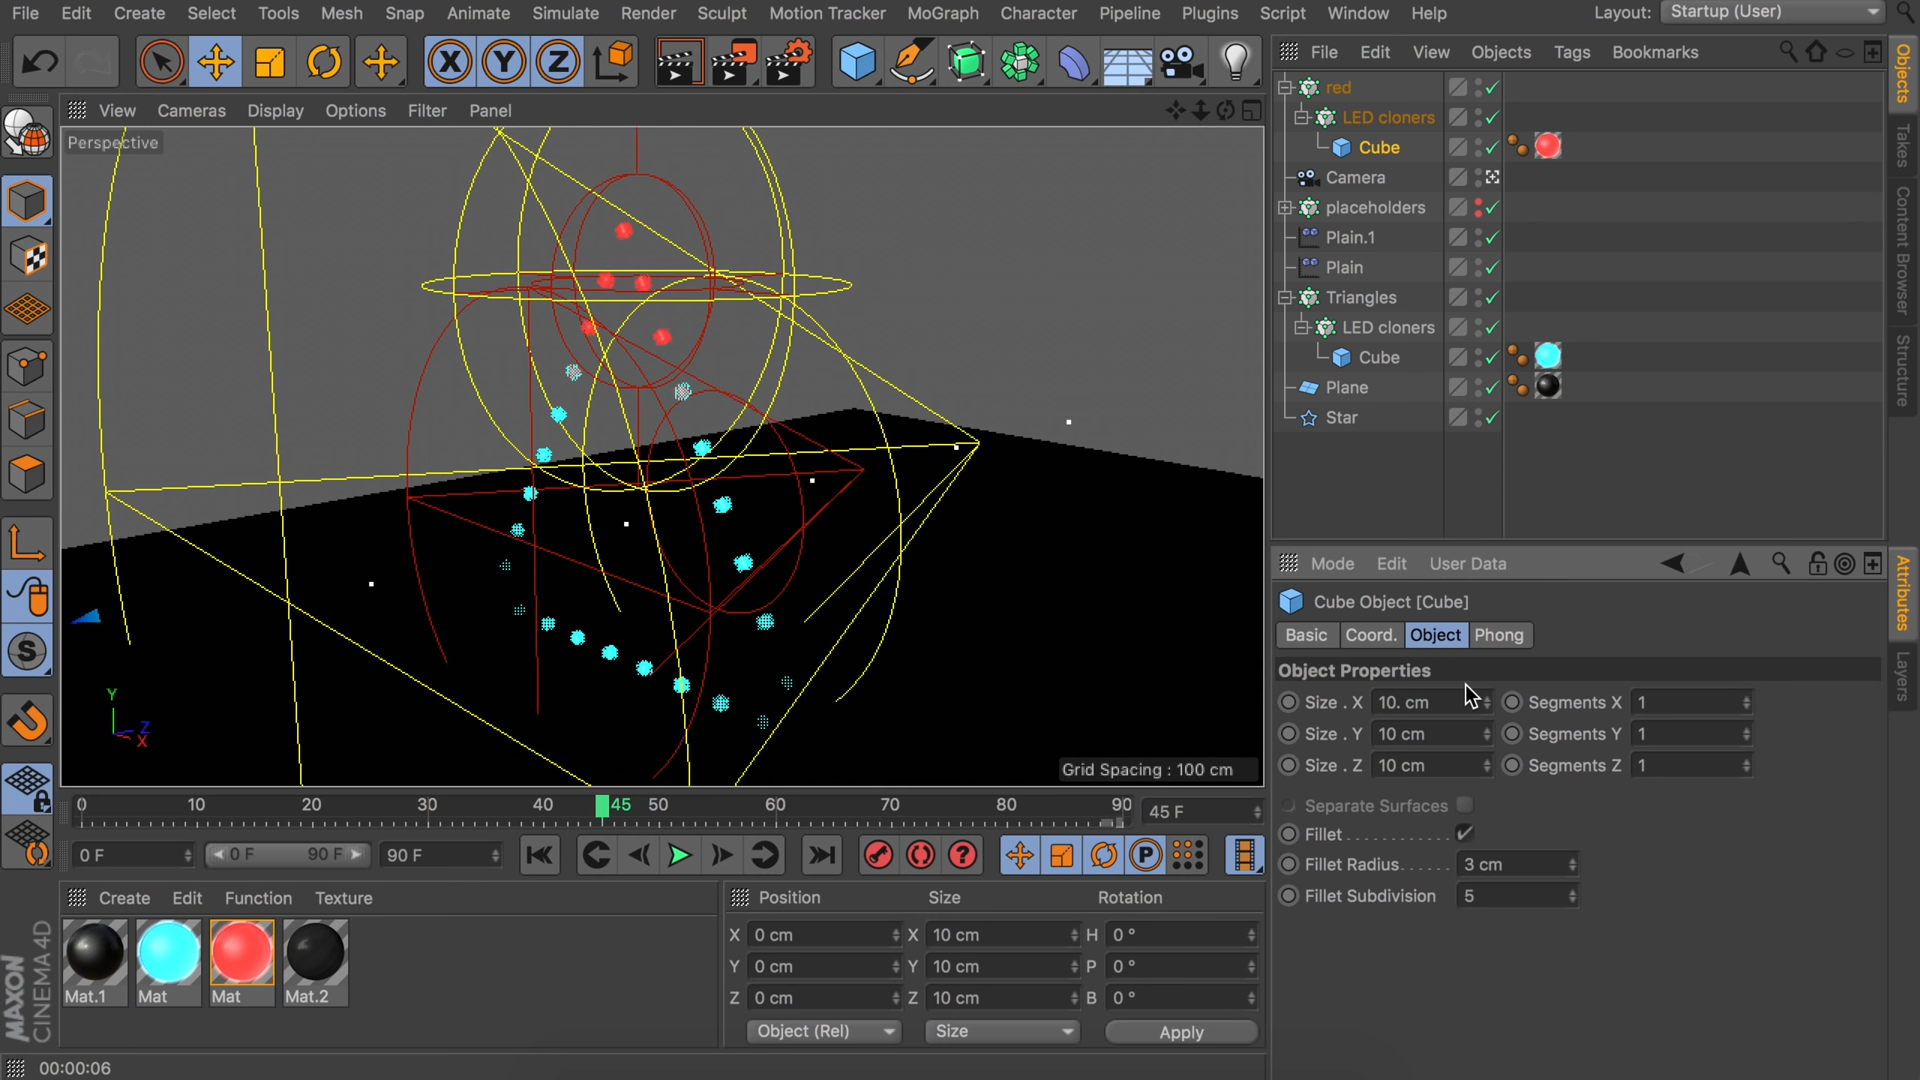 File Edit Create Select Tools Mesh Snap Animate Simulate Render Sculpt Motion Tracker MoGraph Character Pipeline Plugins Script Window Help Layout: Startup (User)
X Y Z
File Edit View Objects Tags Bookmarks
View Cameras Display Options Filter Panel
Perspective
red
LED cloners
Cube
Camera
placeholders
Plain.1
Plain
Triangles
LED cloners
Cube
Plane
Star
Objects
Takes
Content Browser
Structure
Mode Edit User Data
Cube Object [Cube]
Basic Coord. Object Phong
Object Properties
Size . X 10. cm Segments X 1
Size . Y 10 cm Segments Y 1
Size . Z 10 cm Segments Z 1
Separate Surfaces
Fillet
Fillet Radius 3 cm
Fillet Subdivision 5
Attributes
Layers
S
Y
Z
X
Grid Spacing : 100 cm
0 10 20 30 40 45 50 60 70 80 90 45 F
0 F 0 F 90 F 90 F
? P
Create Edit Function Texture
Mat.1 Mat Mat Mat.2
Position Size Rotation
X 0 cm X 10 cm H 0 °
Y 0 cm Y 10 cm P 0 °
Z 0 cm Z 10 cm B 0 °
Object (Rel) Size Apply
MAXON
CINEMA 4D
00:00:06